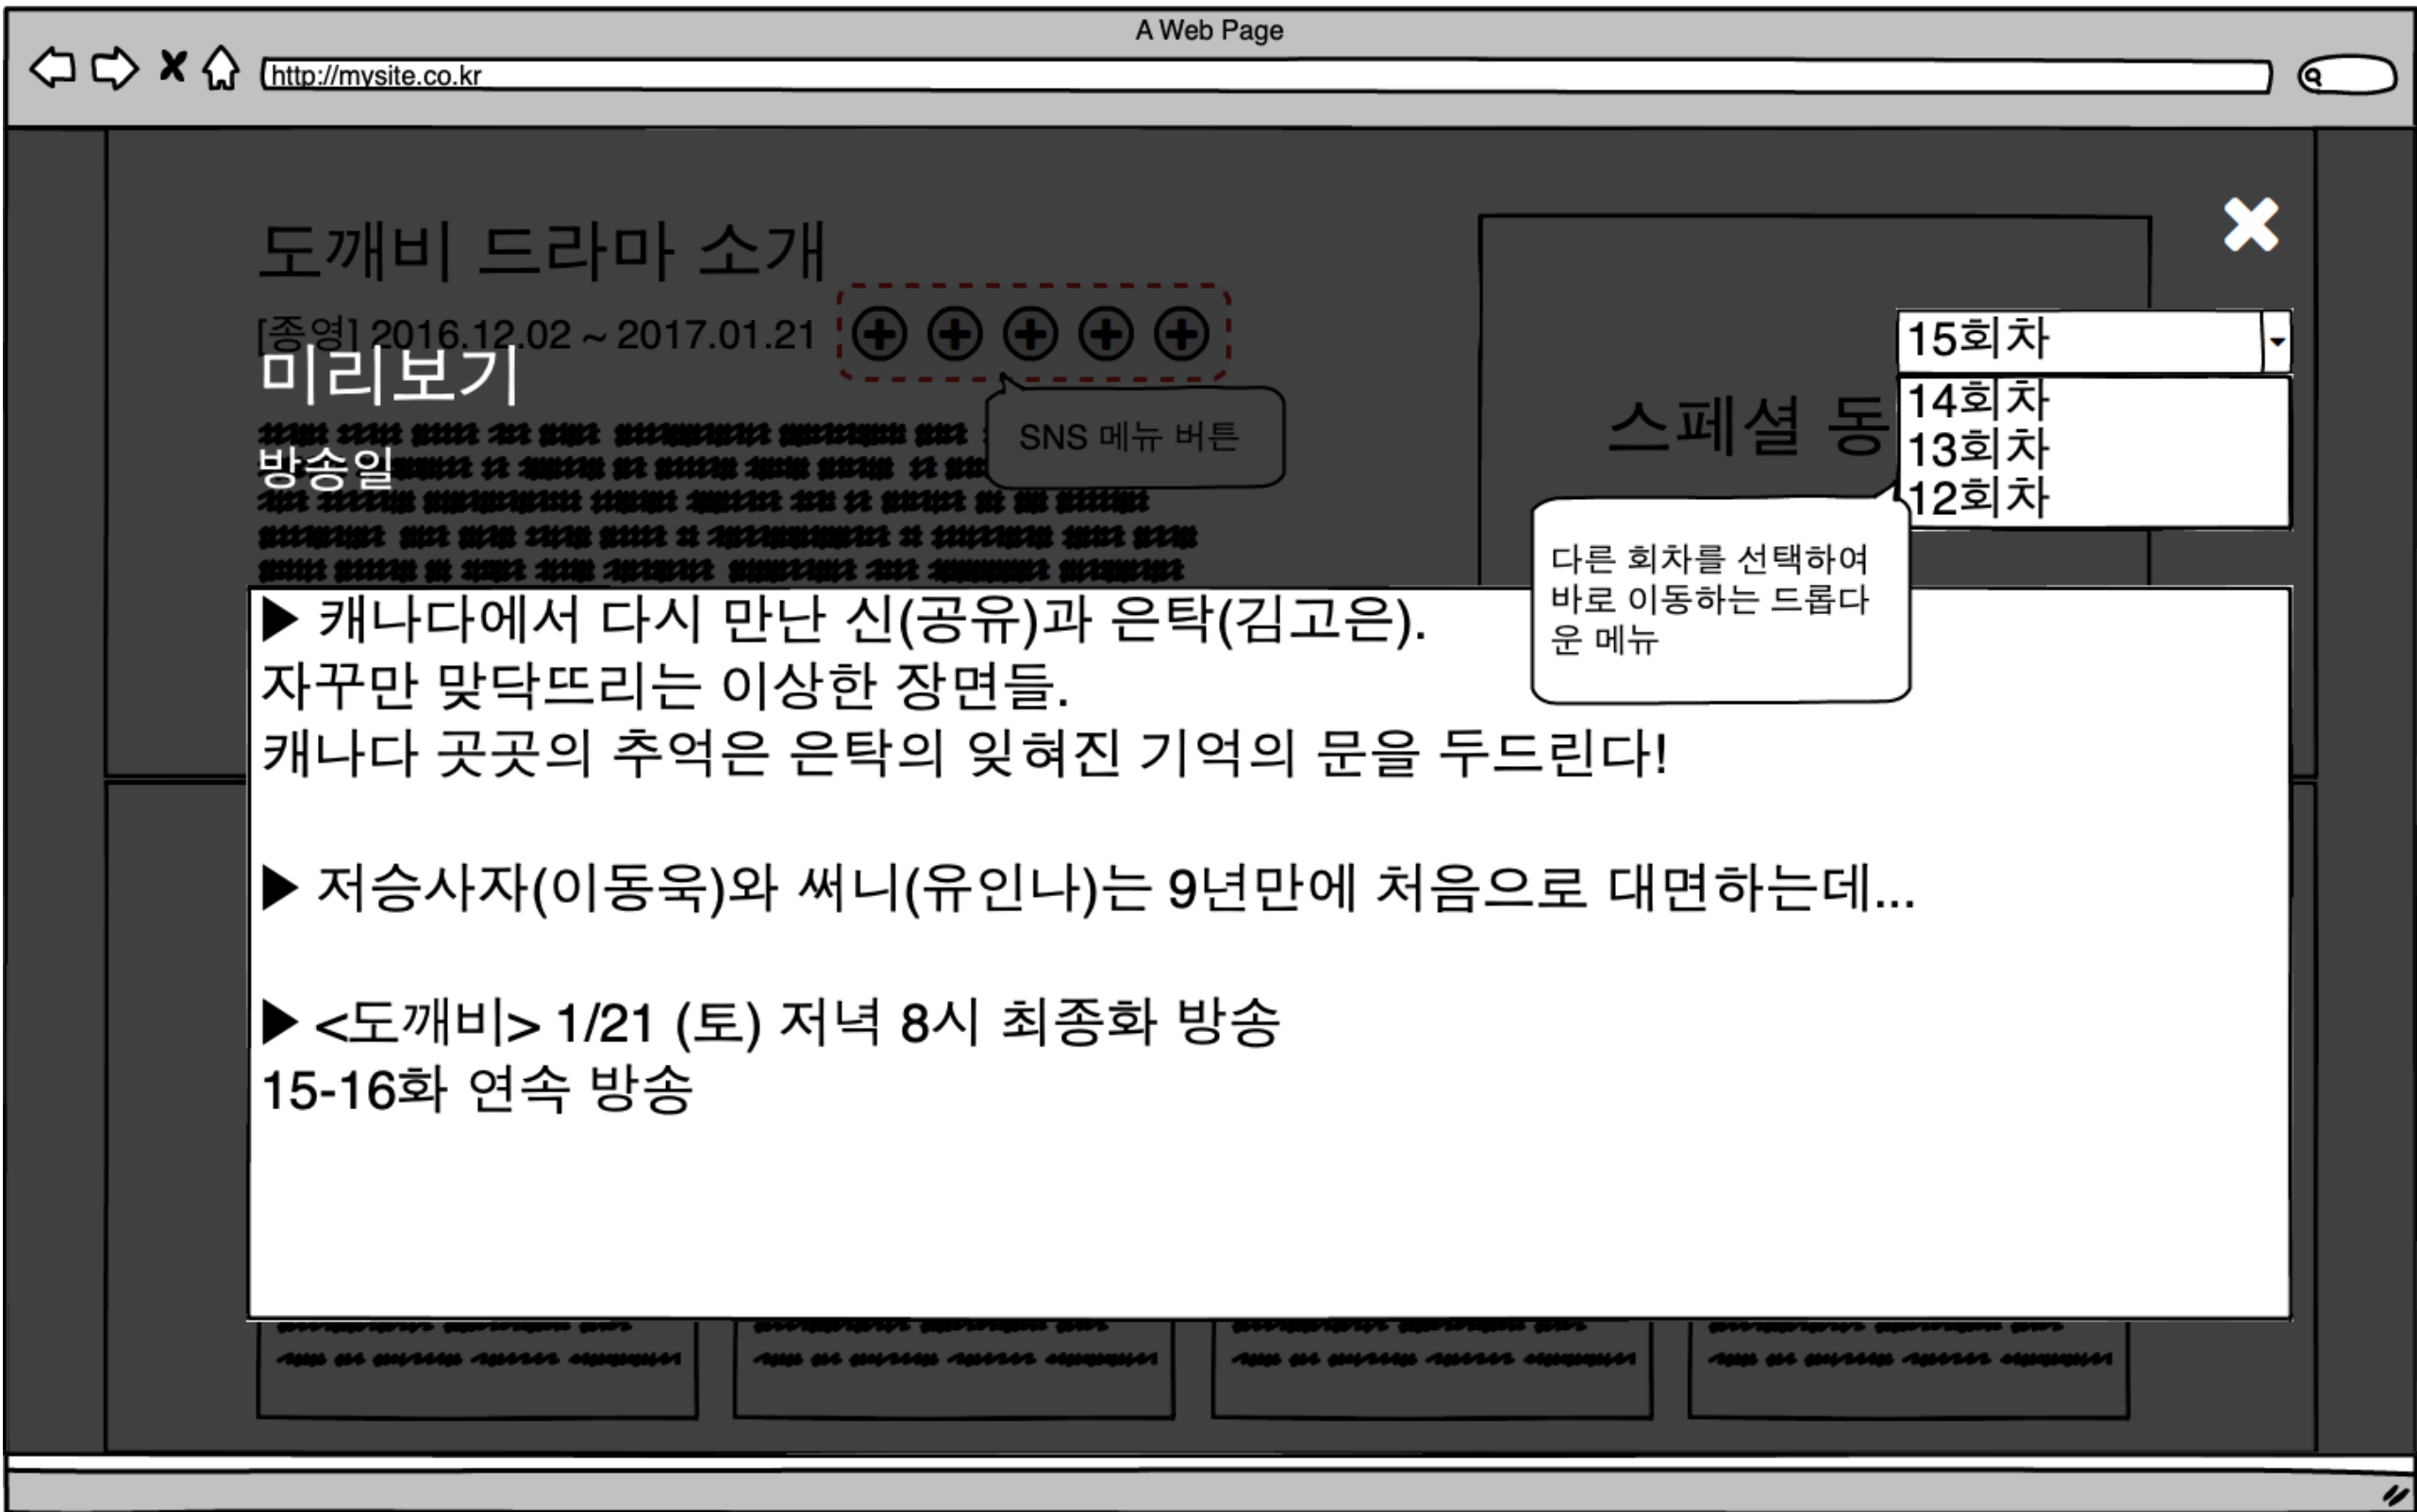 A Web Page
http://mysite.co.kr
도깨비 드라마 소개
[종영] 2016.12.02 ~ 2017.01.21
미리보기
SNS 메뉴 버튼
방송일
스페셜 동
15회차
14회차
13회차
12회차
다른 회차를 선택하여
바로 이동하는 드롭다
운 메뉴
▶ 캐나다에서 다시 만난 신(공유)과 은탁(김고은).
자꾸만 맞닥뜨리는 이상한 장면들.
캐나다 곳곳의 추억은 은탁의 잊혀진 기억의 문을 두드린다!
▶ 저승사자(이동욱)와 써니(유인나)는 9년만에 처음으로 대면하는데...
▶ <도깨비> 1/21 (토) 저녁 8시 최종화 방송
15-16화 연속 방송